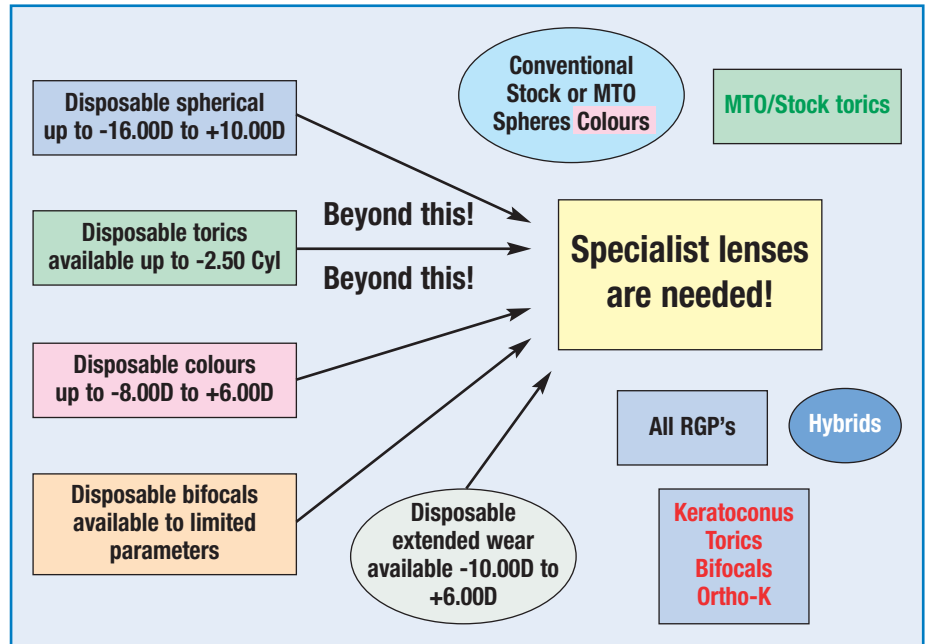 Conventional
Stock or MTO
Spheres Colours
MTO/Stock torics
Disposable spherical
up to -16.00D to +10.00D
Beyond this!
Disposable torics
available up to -2.50 Cyl
Beyond this!
Specialist lenses
are needed!
Disposable colours
up to -8.00D to +6.00D
All RGP's
Hybrids
Disposable bifocals
available to limited
parameters
Disposable
extended wear
available -10.00D to
+6.00D
Keratoconus
Torics
Bifocals
Ortho-K